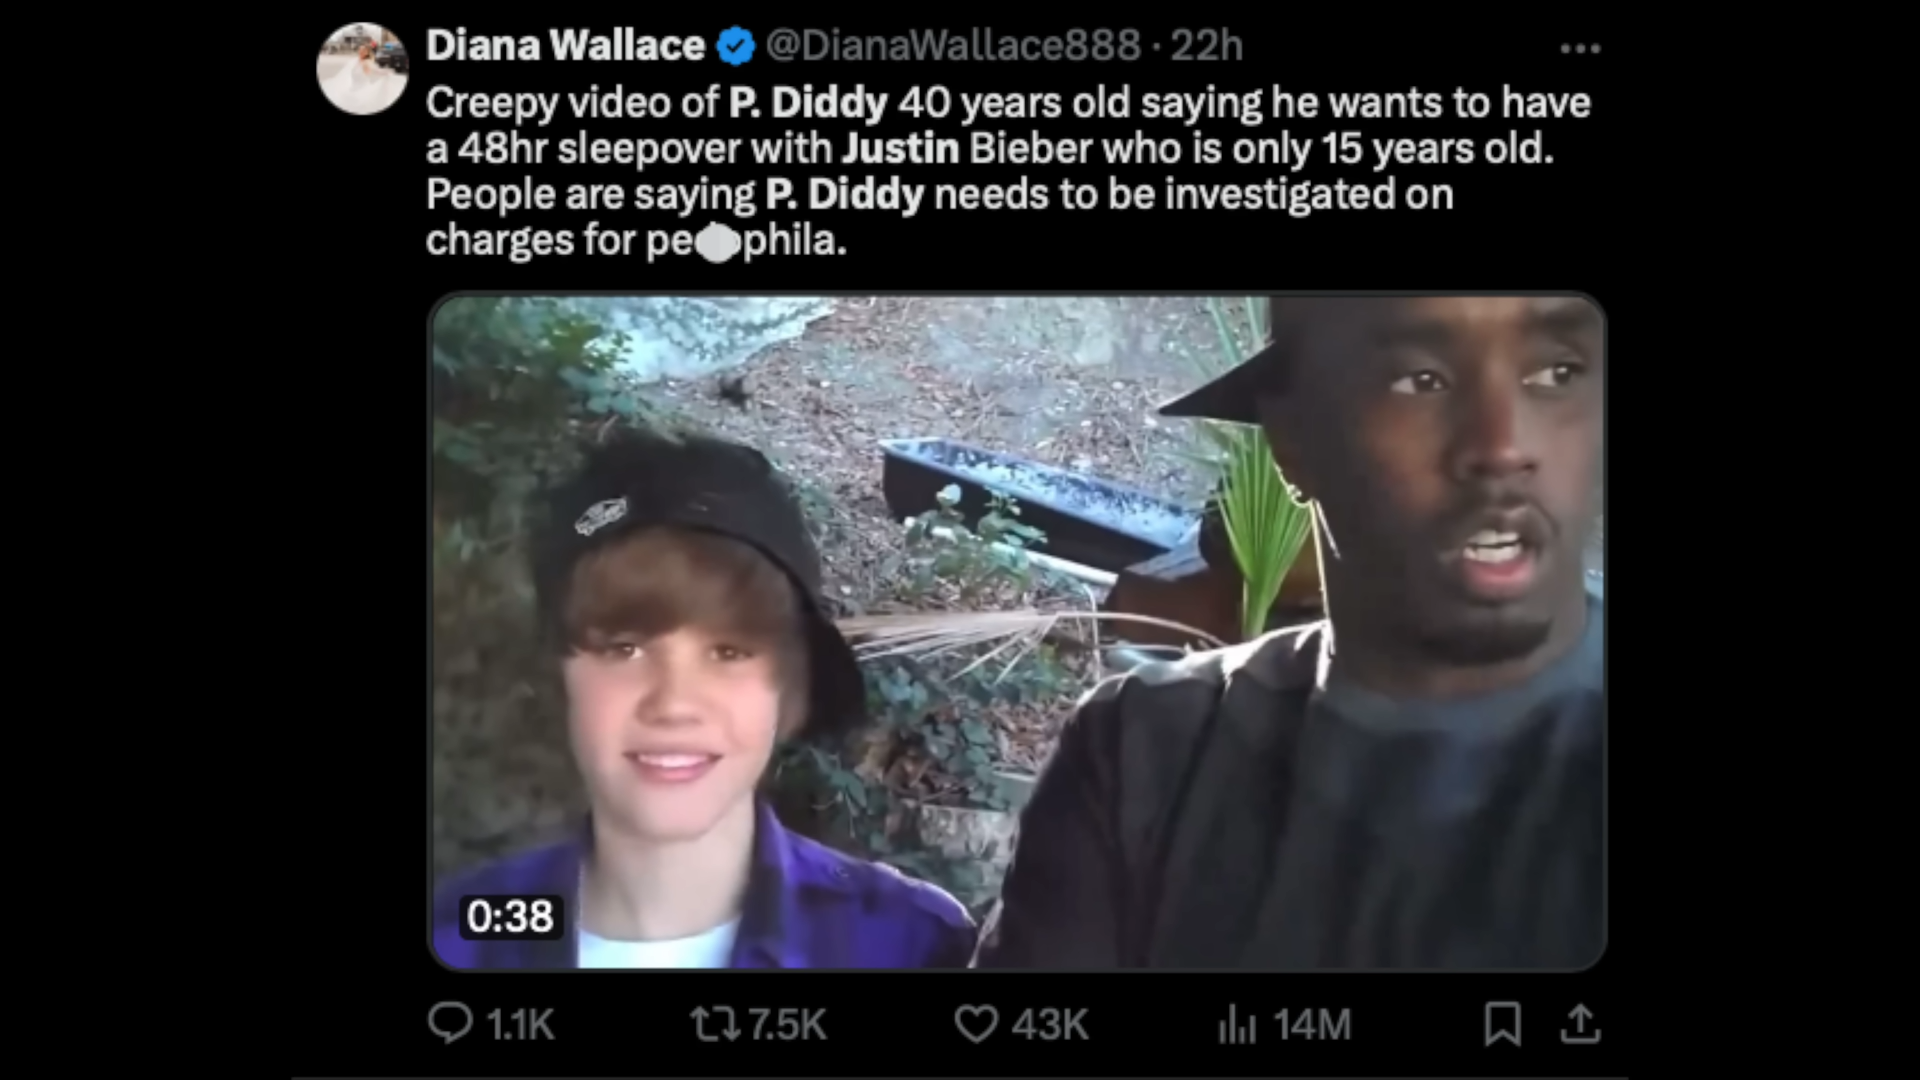 Diana Wallace @DianaWallace888 · 22h
Creepy video of P. Diddy 40 years old saying he wants to have
a 48hr sleepover with Justin Bieber who is only 15 years old.
People are saying P. Diddy needs to be investigated on
charges for pe phila.
0:38
1.1K 7.5K 43K 14M